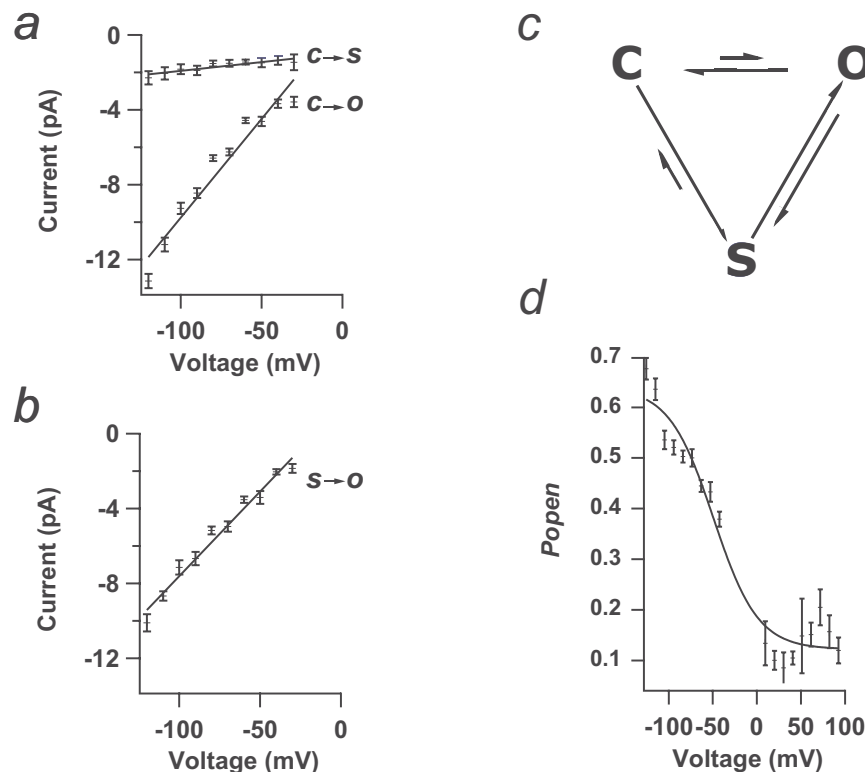 a
0
-4
-8
-12
Current (pA)
c→s
c→o
-100
-50
0
Voltage (mV)
b
0
-4
-8
-12
Current (pA)
s→o
-100
-50
0
Voltage (mV)
c
C
O
S
d
0.7
0.6
0.5
0.4
0.3
0.2
0.1
Popen
-100
-50
0
50
100
Voltage (mV)